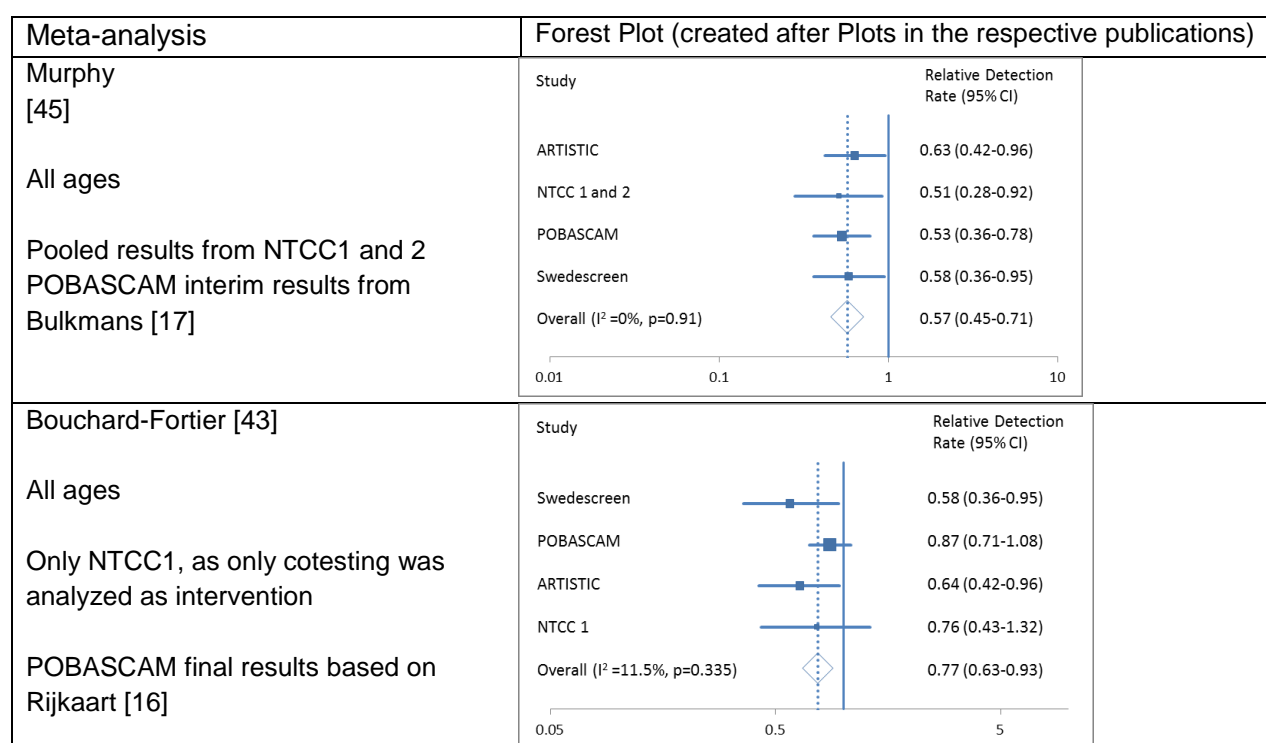 Meta-analysis
Forest Plot (created after Plots in the respective publications)
Murphy
[45]
All ages
Pooled results from NTCC1 and 2
POBASCAM interim results from
Bulkmans [17]
Study
Relative Detection
Rate (95% CI)
ARTISTIC
0.63 (0.42-0.96)
NTCC 1 and 2
0.51 (0.28-0.92)
POBASCAM
0.53 (0.36-0.78)
Swedescreen
0.58 (0.36-0.95)
Overall (I² =0%, p=0.91)
0.57 (0.45-0.71)
0.01 0.1 1 10
Bouchard-Fortier [43]
All ages
Only NTCC1, as only cotesting was
analyzed as intervention
POBASCAM final results based on
Rijkaart [16]
Study
Relative Detection
Rate (95% CI)
Swedescreen
0.58 (0.36-0.95)
POBASCAM
0.87 (0.71-1.08)
ARTISTIC
0.64 (0.42-0.96)
NTCC 1
0.76 (0.43-1.32)
Overall (I² =11.5%, p=0.335)
0.77 (0.63-0.93)
0.05 0.5 5